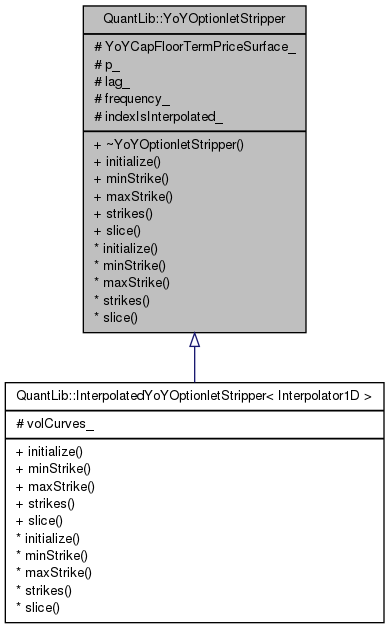 QuantLib::YoYOptionletStripper
# YoYCapFloorTermPriceSurface_
# p_
# lag_
# frequency_
# indexIsInterpolated_
+ ~YoYOptionletStripper()
+ initialize()
+ minStrike()
+ maxStrike()
+ strikes()
+ slice()
* initialize()
* minStrike()
* maxStrike()
* strikes()
* slice()
QuantLib::InterpolatedYoYOptionletStripper< Interpolator1D >
# volCurves_
+ initialize()
+ minStrike()
+ maxStrike()
+ strikes()
+ slice()
* initialize()
* minStrike()
* maxStrike()
* strikes()
* slice()